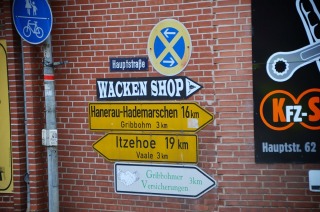 Hauptstraße
WACKEN SHOP
Hanerau-Hademarschen 16 km
Gribbohm 3 km
Itzehoe 19 km
Vaale 3 km
Gribbohmer 3km
Versicherungen
KFZ-S
Hauptstr. 62